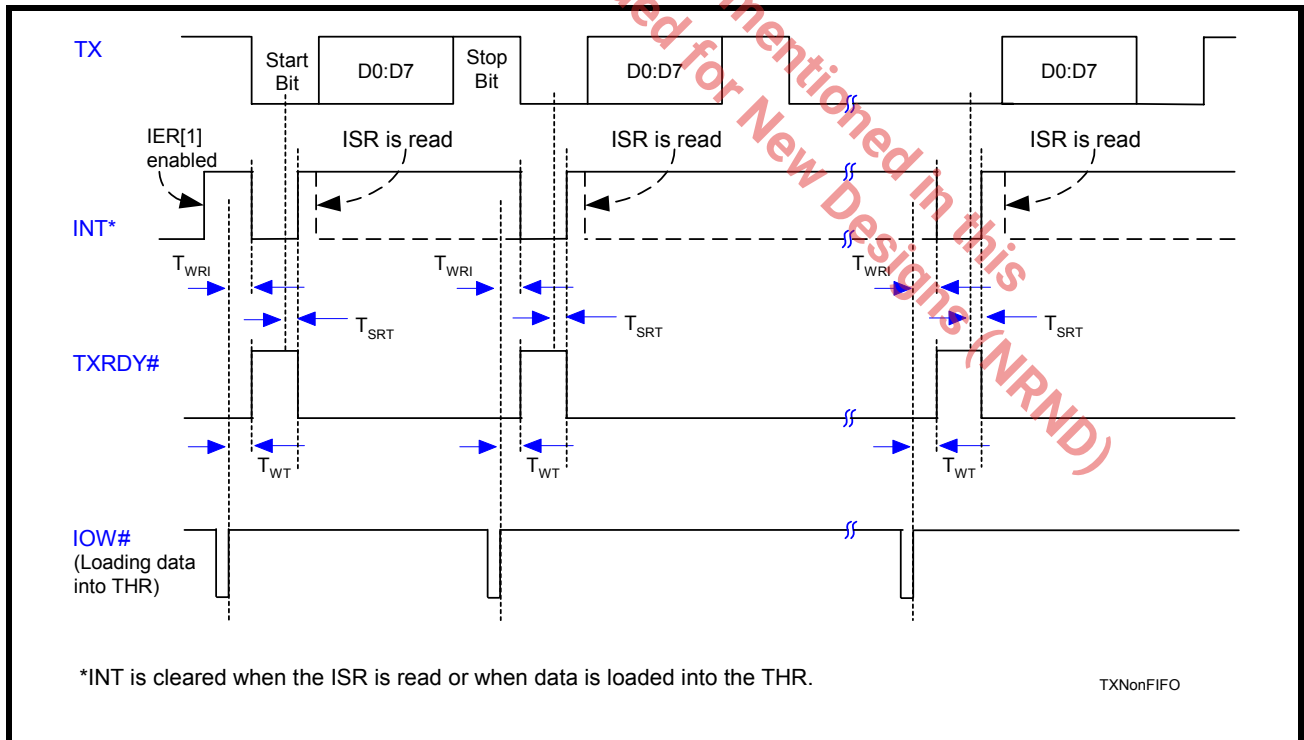 TX
Start
Bit
D0:D7
Stop
Bit
D0:D7
D0:D7
IER[1]
enabled
ISR is read
ISR is read
ISR is read
INT*
TWRI
TWRI
TWRI
TSRT
TSRT
TSRT
TXRDY#
TWT
TWT
TWT
IOW#
(Loading data
into THR)
*INT is cleared when the ISR is read or when data is loaded into the THR.
TXNonFIFO
mentioned in this
for New Designs (NRND)